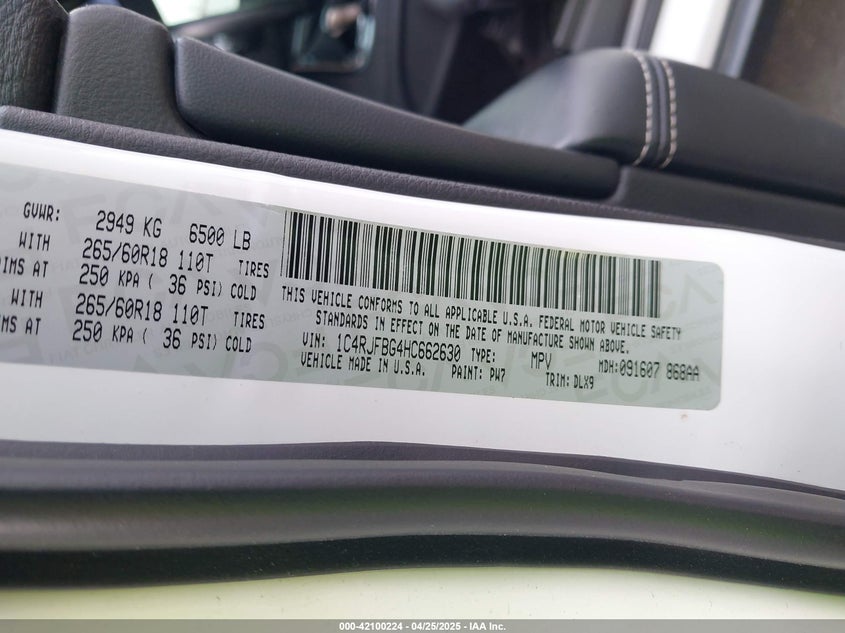 GVWR: 2949 KG 6500 LB
WITH 265/60R18 110T TIRES
IMS AT 250 KPA ( 36 PSI) COLD
WITH 265/60R18 110T TIRES
IMS AT 250 KPA ( 36 PSI) COLD
THIS VEHICLE CONFORMS TO ALL APPLICABLE U.S.A. FEDERAL MOTOR VEHICLE SAFETY
STANDARDS IN EFFECT ON THE DATE OF MANUFACTURE SHOWN ABOVE.
VIN: 1C4RJFBG4HC662630 TYPE: MPV MDH:091607 868AA
VEHICLE MADE IN U.S.A. PAINT: PW7 TRIM: DLX9
000-42100224 | 04/25/2025 - IAA Inc.